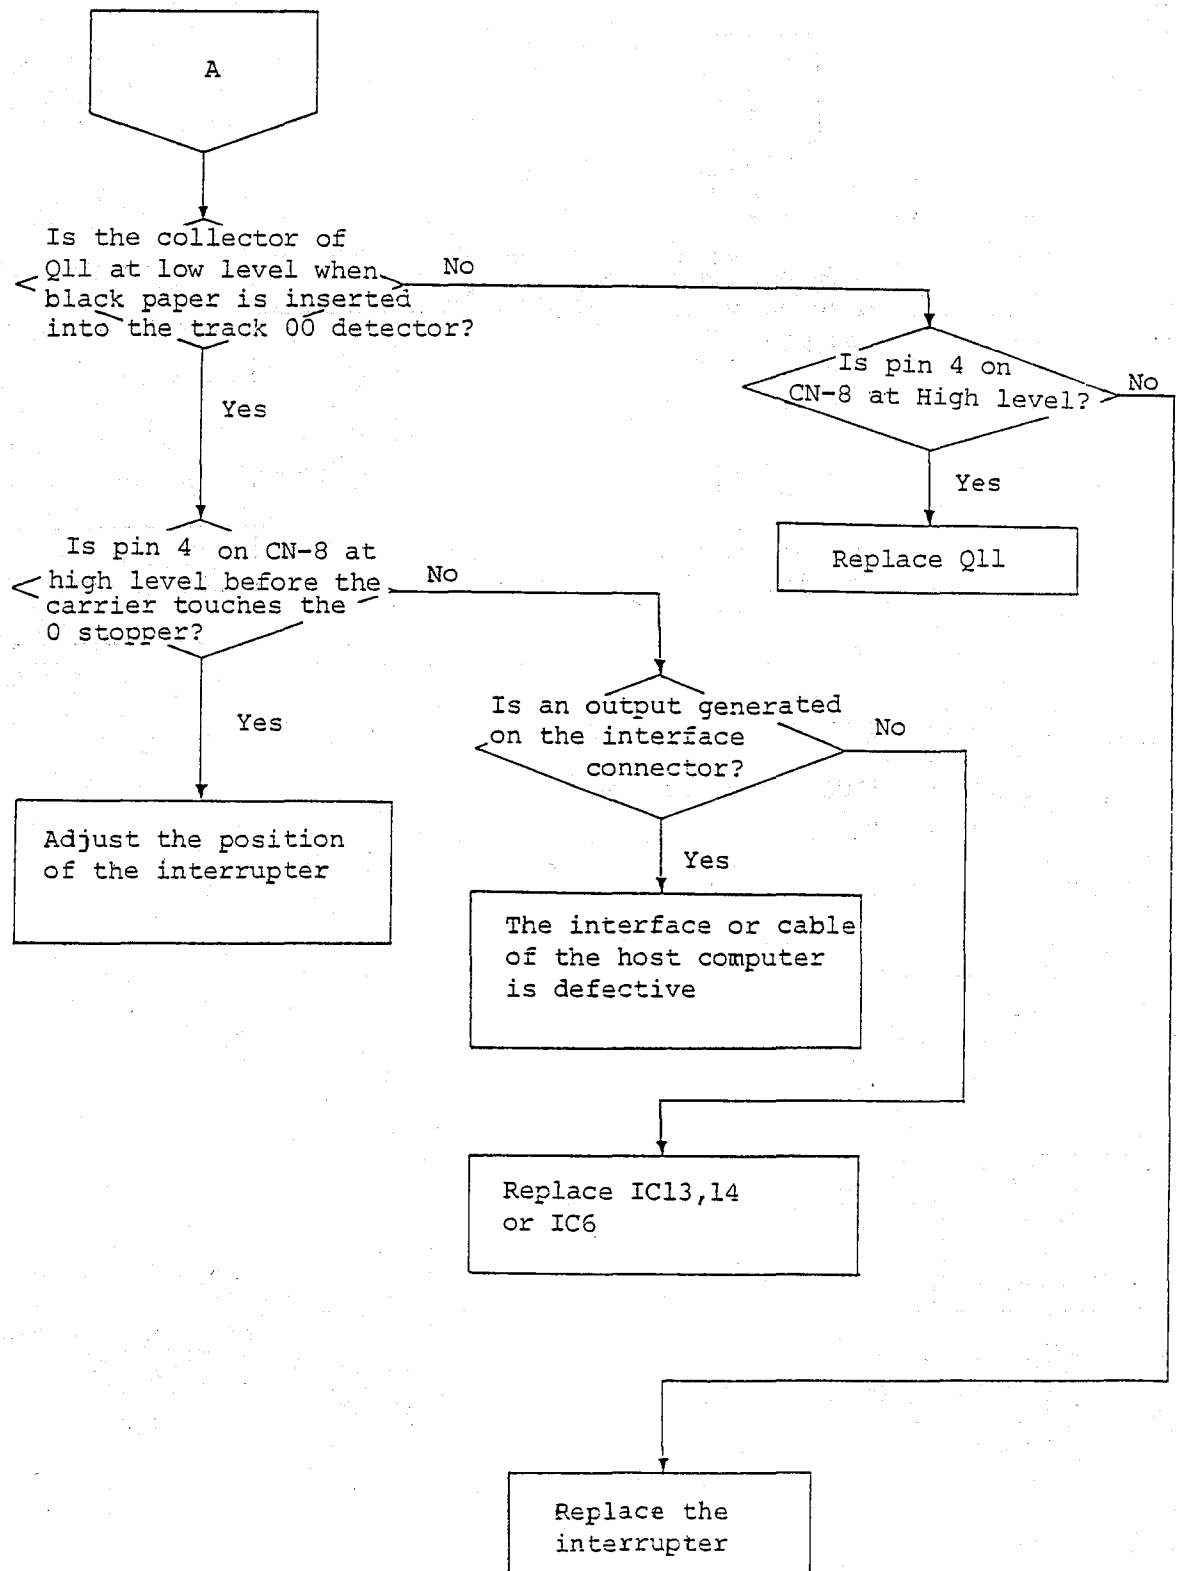 A
Is the collector of
Q11 at low level when
black paper is inserted
into the track 00 detector?
No
Yes
Is pin 4 on
CN-8 at High level?
No
Yes
Replace Q11
Is pin 4 on CN-8 at
high level before the
carrier touches the
0 stopper?
No
Yes
Adjust the position
of the interrupter
Is an output generated
on the interface
connector?
No
Yes
The interface or cable
of the host computer
is defective
Replace IC13,14
or IC6
Replace the
interrupter